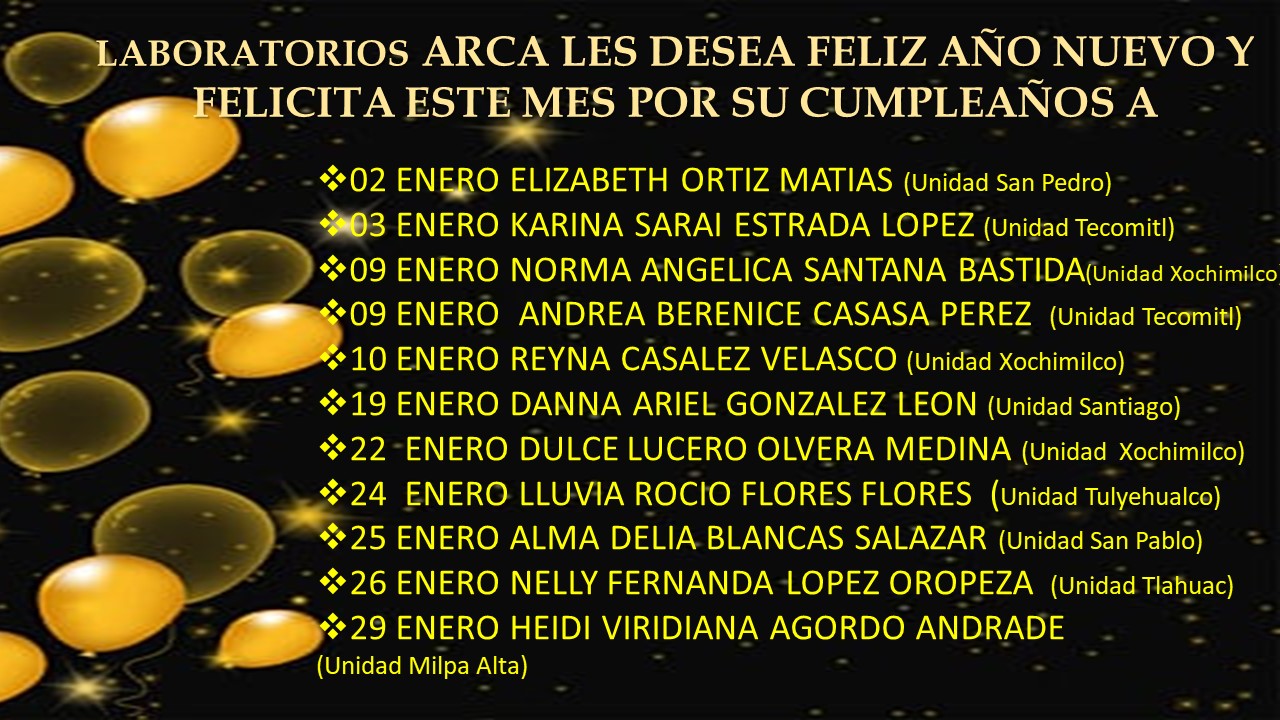 LABORATORIOS ARCA LES DESEA FELIZ AÑO NUEVO Y
FELICITA ESTE MES POR SU CUMPLEAÑOS A
❖02 ENERO ELIZABETH ORTIZ MATIAS (Unidad San Pedro)
❖03 ENERO KARINA SARAI ESTRADA LOPEZ (Unidad Tecomitl)
❖09 ENERO NORMA ANGELICA SANTANA BASTIDA(Unidad Xochimilco)
❖09 ENERO ANDREA BERENICE CASASA PEREZ (Unidad Tecomitl)
❖10 ENERO REYNA CASALEZ VELASCO (Unidad Xochimilco)
❖19 ENERO DANNA ARIEL GONZALEZ LEON (Unidad Santiago)
❖22 ENERO DULCE LUCERO OLVERA MEDINA (Unidad Xochimilco)
❖24 ENERO LLUVIA ROCIO FLORES FLORES (Unidad Tulyehualco)
❖25 ENERO ALMA DELIA BLANCAS SALAZAR (Unidad San Pablo)
❖26 ENERO NELLY FERNANDA LOPEZ OROPEZA (Unidad Tlahuac)
❖29 ENERO HEIDI VIRIDIANA AGORDO ANDRADE
(Unidad Milpa Alta)